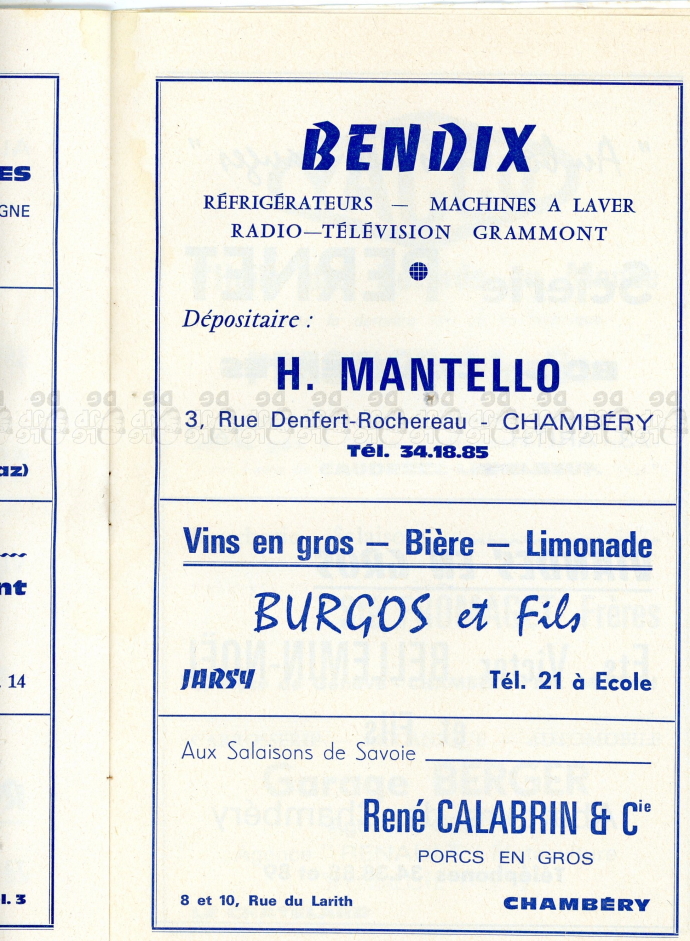 ES
GNE
az)
nt
14
l. 3
BENDIX
RÉFRIGÉRATEURS — MACHINES A LAVER
RADIO—TÉLÉVISION GRAMMONT
Dépositaire :
H. MANTELLO
3, Rue Denfert-Rochereau - CHAMBÉRY
Tél. 34.18.85
Vins en gros — Bière — Limonade
BURGOS et Fils
JARSY Tél. 21 à Ecole
Aux Salaisons de Savoie
René CALABRIN & Cie
PORCS EN GROS
8 et 10, Rue du Larith CHAMBÉRY